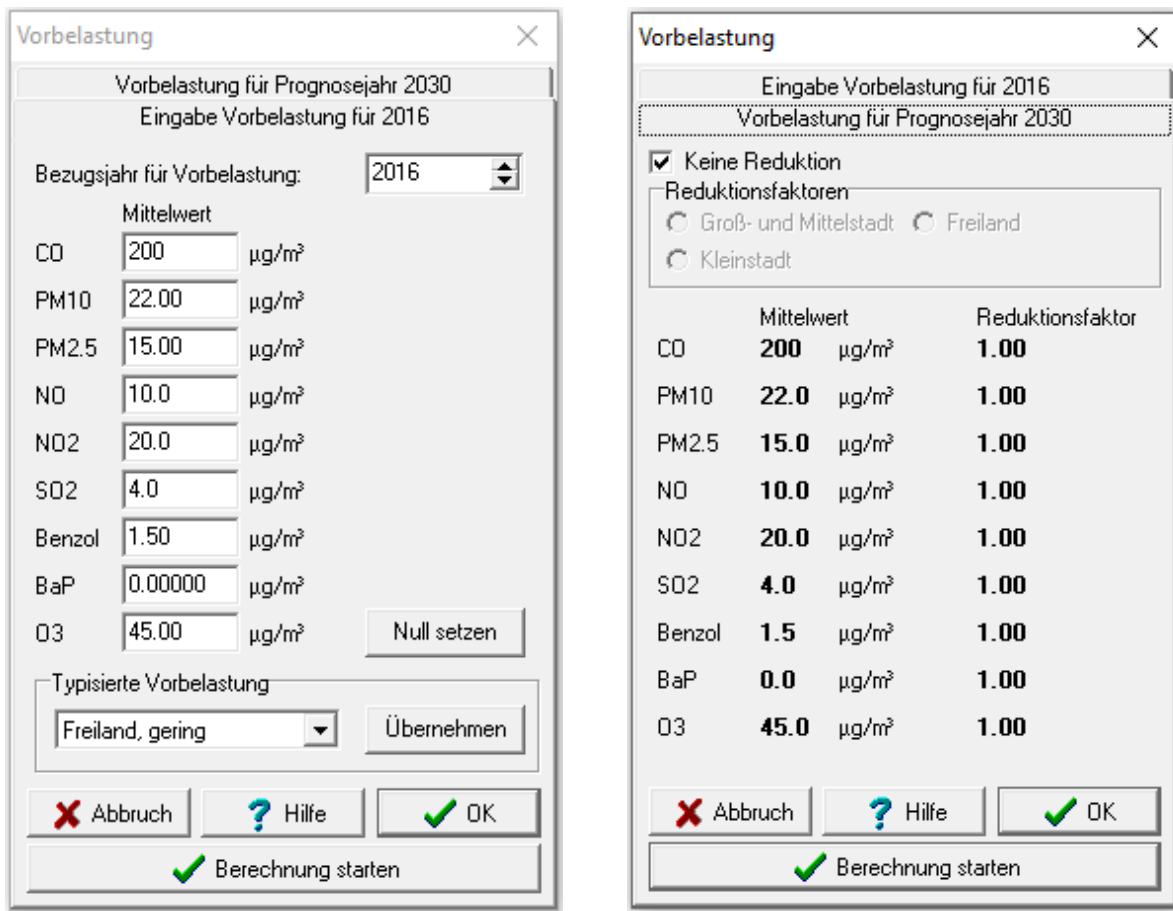 Vorbelastung
Vorbelastung für Prognosejahr 2030
Eingabe Vorbelastung für 2016
Bezugsjahr für Vorbelastung: 2016
Mittelwert
CO 200 µg/m³
PM10 22.00 µg/m³
PM2.5 15.00 µg/m³
NO 10.0 µg/m³
NO2 20.0 µg/m³
SO2 4.0 µg/m³
Benzol 1.50 µg/m³
BaP 0.00000 µg/m³
O3 45.00 µg/m³ Null setzen
Typisierte Vorbelastung
Freiland, gering Übernehmen
Abbruch Hilfe OK
Berechnung starten
Vorbelastung
Eingabe Vorbelastung für 2016
Vorbelastung für Prognosejahr 2030
Keine Reduktion
Reduktionsfaktoren
Groß- und Mittelstadt Freiland
Kleinstadt
Mittelwert Reduktionsfaktor
CO 200 µg/m³ 1.00
PM10 22.0 µg/m³ 1.00
PM2.5 15.0 µg/m³ 1.00
NO 10.0 µg/m³ 1.00
NO2 20.0 µg/m³ 1.00
SO2 4.0 µg/m³ 1.00
Benzol 1.5 µg/m³ 1.00
BaP 0.0 µg/m³ 1.00
O3 45.0 µg/m³ 1.00
Abbruch Hilfe OK
Berechnung starten